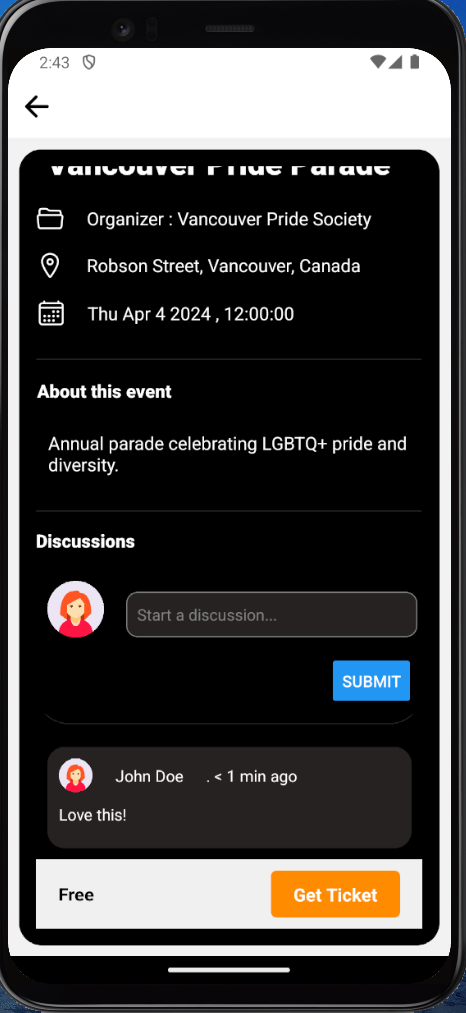 2:43
Vancouver Pride Parade
Organizer : Vancouver Pride Society
Robson Street, Vancouver, Canada
Thu Apr 4 2024 , 12:00:00
About this event
Annual parade celebrating LGBTQ+ pride and
diversity.
Discussions
Start a discussion...
SUBMIT
John Doe . < 1 min ago
Love this!
Free
Get Ticket